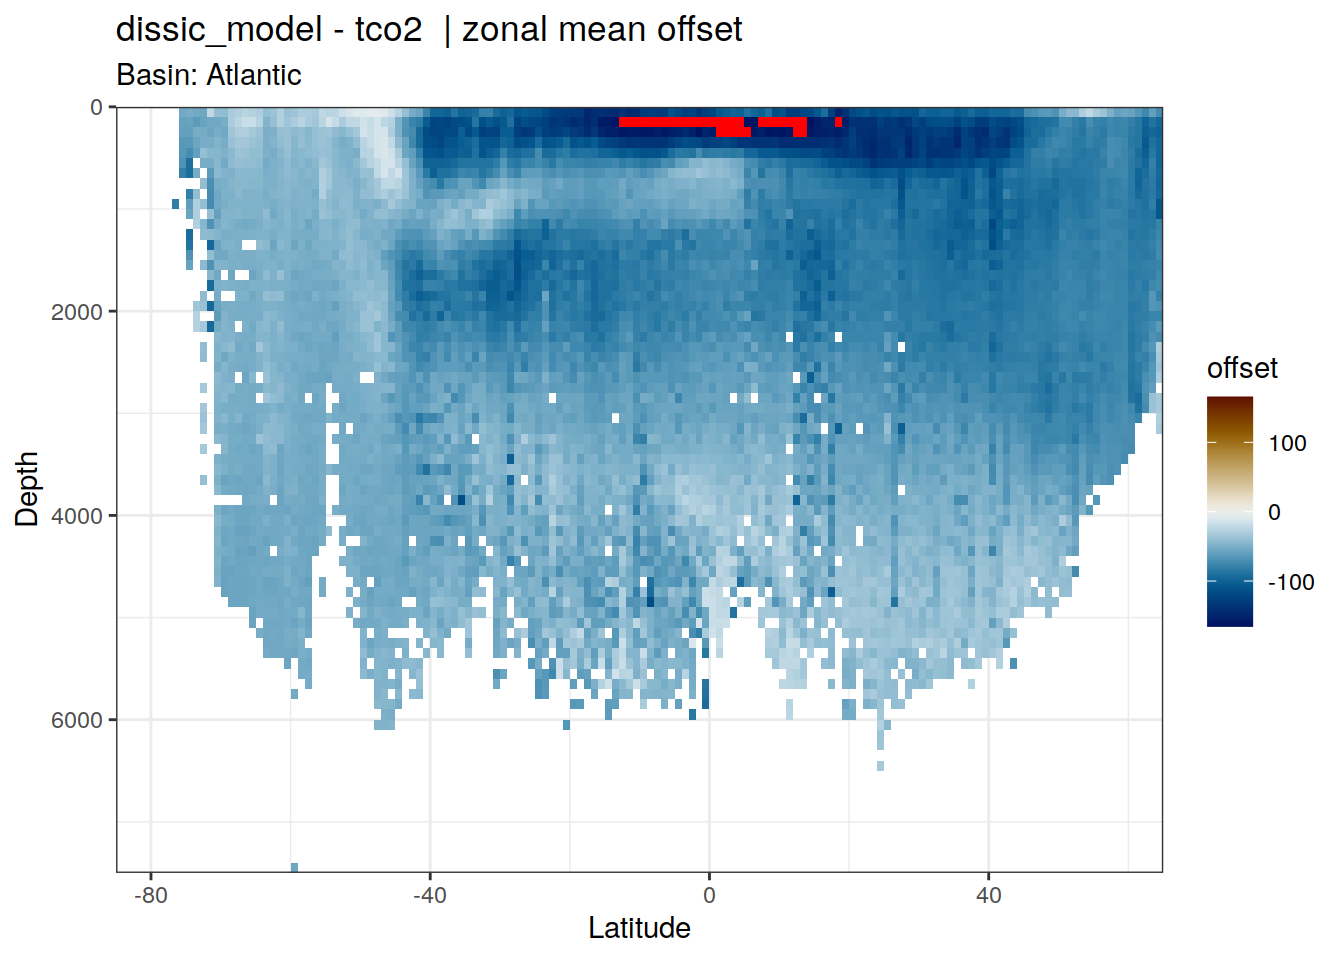 dissic_model - tco2  | zonal mean offset
Basin: Atlantic
0
2000
4000
6000
Depth
-80
-40
0
40
Latitude
offset
100
0
-100